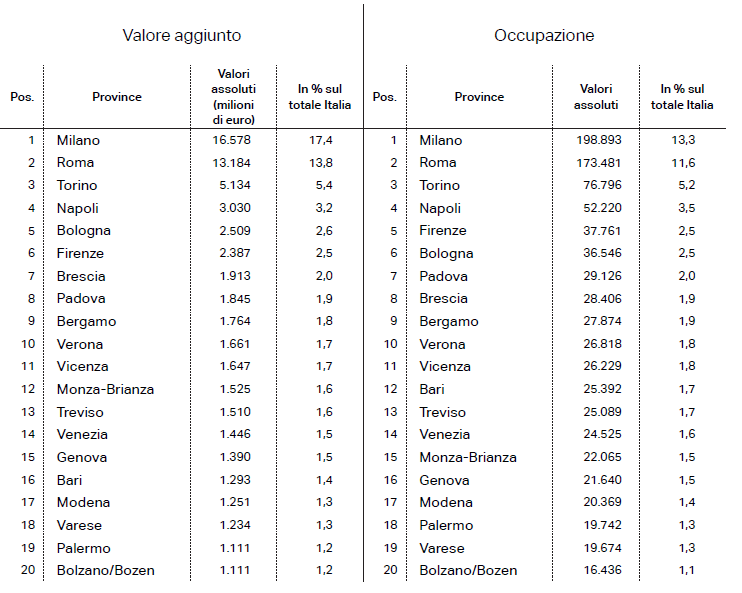 Valore aggiunto Occupazione
Pos. Province Valori assoluti (milioni di euro) In % sul totale Italia Pos. Province Valori assoluti In % sul totale Italia
1 Milano 16.578 17,4 1 Milano 198.893 13,3
2 Roma 13.184 13,8 2 Roma 173.481 11,6
3 Torino 5.134 5,4 3 Torino 76.796 5,2
4 Napoli 3.030 3,2 4 Napoli 52.220 3,5
5 Bologna 2.509 2,6 5 Firenze 37.761 2,5
6 Firenze 2.387 2,5 6 Bologna 36.546 2,5
7 Brescia 1.913 2,0 7 Padova 29.126 2,0
8 Padova 1.845 1,9 8 Brescia 28.406 1,9
9 Bergamo 1.764 1,8 9 Bergamo 27.874 1,9
10 Verona 1.661 1,7 10 Verona 26.818 1,8
11 Vicenza 1.647 1,7 11 Vicenza 26.229 1,8
12 Monza-Brianza 1.525 1,6 12 Bari 25.392 1,7
13 Treviso 1.510 1,6 13 Treviso 25.089 1,7
14 Venezia 1.446 1,5 14 Venezia 24.525 1,6
15 Genova 1.390 1,5 15 Monza-Brianza 22.065 1,5
16 Bari 1.293 1,4 16 Genova 21.640 1,5
17 Modena 1.251 1,3 17 Modena 20.369 1,4
18 Varese 1.234 1,3 18 Palermo 19.742 1,3
19 Palermo 1.111 1,2 19 Varese 19.674 1,3
20 Bolzano/Bozen 1.111 1,2 20 Bolzano/Bozen 16.436 1,1